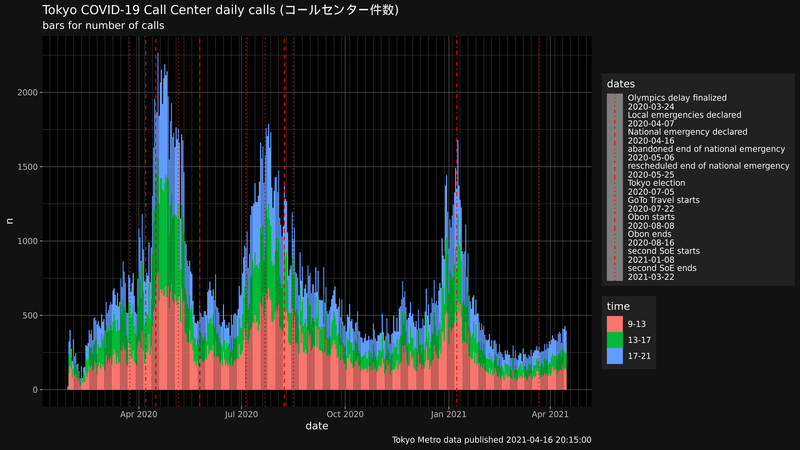 Tokyo COVID-19 Call Center daily calls (コールセンター件数)
bars for number of calls
2000
1500
1000
500
0
n
Apr 2020
Jul 2020
Oct 2020
Jan 2021
Apr 2021
date
Tokyo Metro data published 2021-04-16 20:15:00
dates
Olympics delay finalized
2020-03-24
Local emergencies declared
2020-04-07
National emergency declared
2020-04-16
abandoned end of national emergency
2020-05-06
rescheduled end of national emergency
2020-05-25
Tokyo election
2020-07-05
GoTo Travel starts
2020-07-22
Obon starts
2020-08-08
Obon ends
2020-08-16
second SoE starts
2021-01-08
second SoE ends
2021-03-22
time
9-13
13-17
17-21